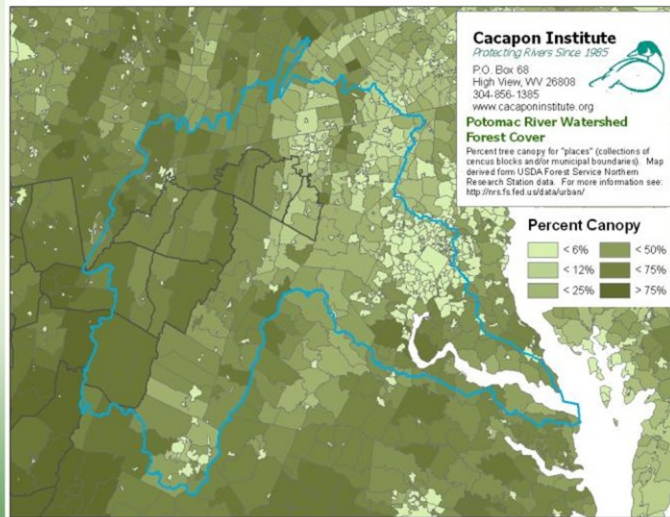 Cacapon Institute
Protecting Rivers Since 1985
P.O. Box 68
High View, WV 26808
304-856-1385
www.cacaponinstitute.org
Potomac River Watershed
Forest Cover
Percent tree canopy for "places" (collections of
cencus blocks and/or municipal boundaries). Map
derived form USDA Forest Service Northern
Research Station data. For more information see:
http://nrs.fs.fed.us/data/urban/
Percent Canopy
< 6%
< 50%
< 12%
< 75%
< 25%
> 75%